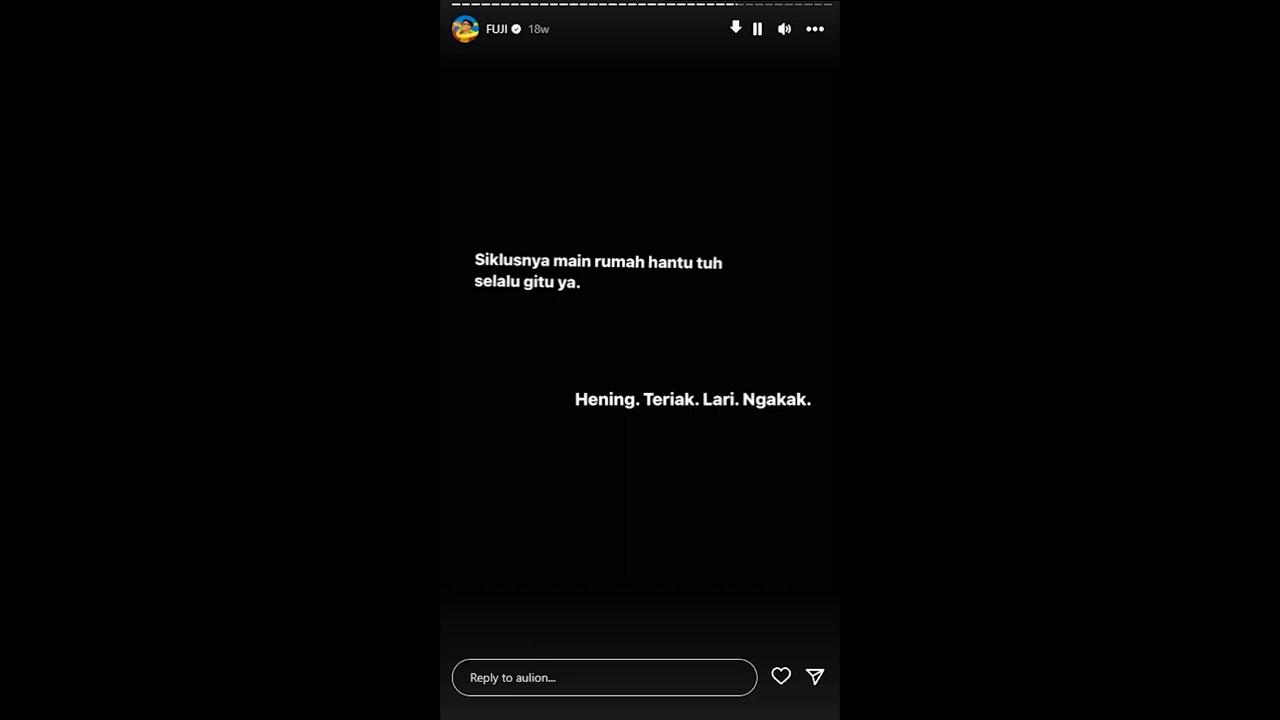 FUJI 18w
Siklusnya main rumah hantu tuh
selalu gitu ya.
Hening. Teriak. Lari. Ngakak.
Reply to aulion...